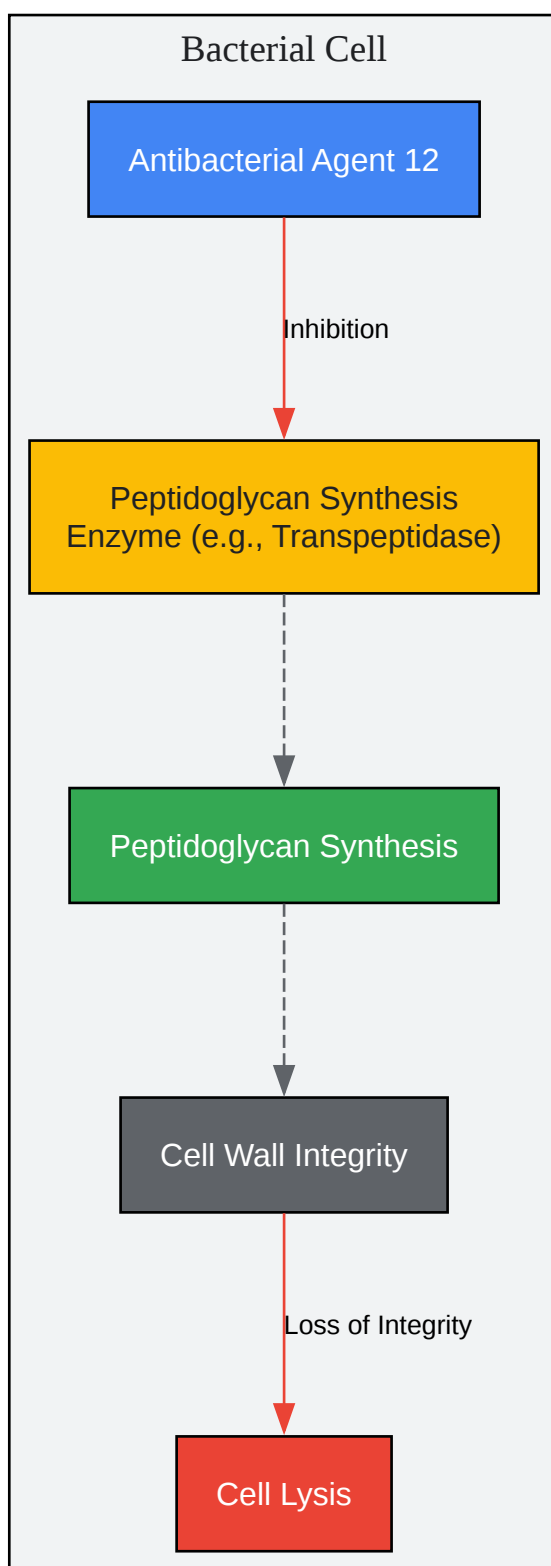 Bacterial Cell
Antibacterial Agent 12
Inhibition
Peptidoglycan Synthesis
Enzyme (e.g., Transpeptidase)
Peptidoglycan Synthesis
Cell Wall Integrity
Loss of Integrity
Cell Lysis